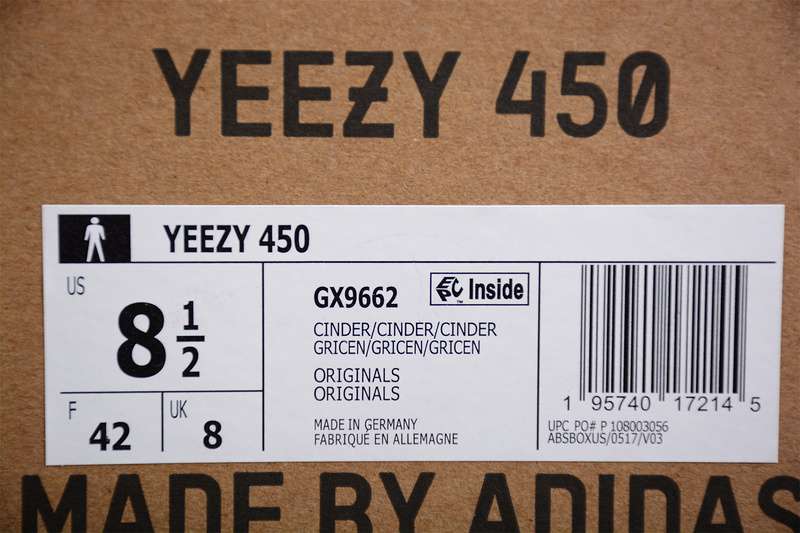 YEEZY 450
YEEZY 450
US
8 1/2
F
42
UK
8
GX9662
Inside
CINDER/CINDER/CINDER
GRICEN/GRICEN/GRICEN
ORIGINALS
ORIGINALS
MADE IN GERMANY
FABRIQUE EN ALLEMAGNE
1 95740 17214 5
UPC PO# P 108003056
ABSBOXUS/0517/V03
MADE BY ADIDAS